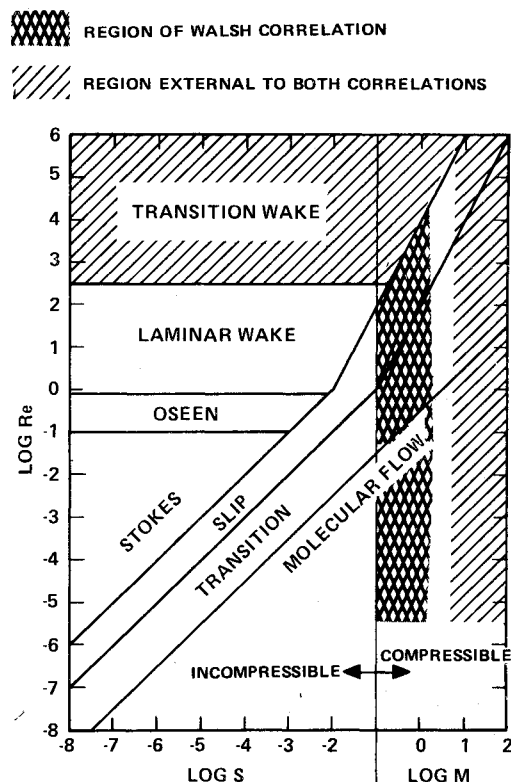 REGION OF WALSH CORRELATION
REGION EXTERNAL TO BOTH CORRELATIONS
6
5
4
3
2
1
0
-1
-2
-3
-4
-5
-6
-7
-8
LOG Re
TRANSITION WAKE
LAMINAR WAKE
OSEEN
STOKES
SLIP
TRANSITION
MOLECULAR FLOW
INCOMPRESSIBLE
COMPRESSIBLE
-8 -7 -6 -5 -4 -3 -2 -1 0 1 2
LOG S LOG M